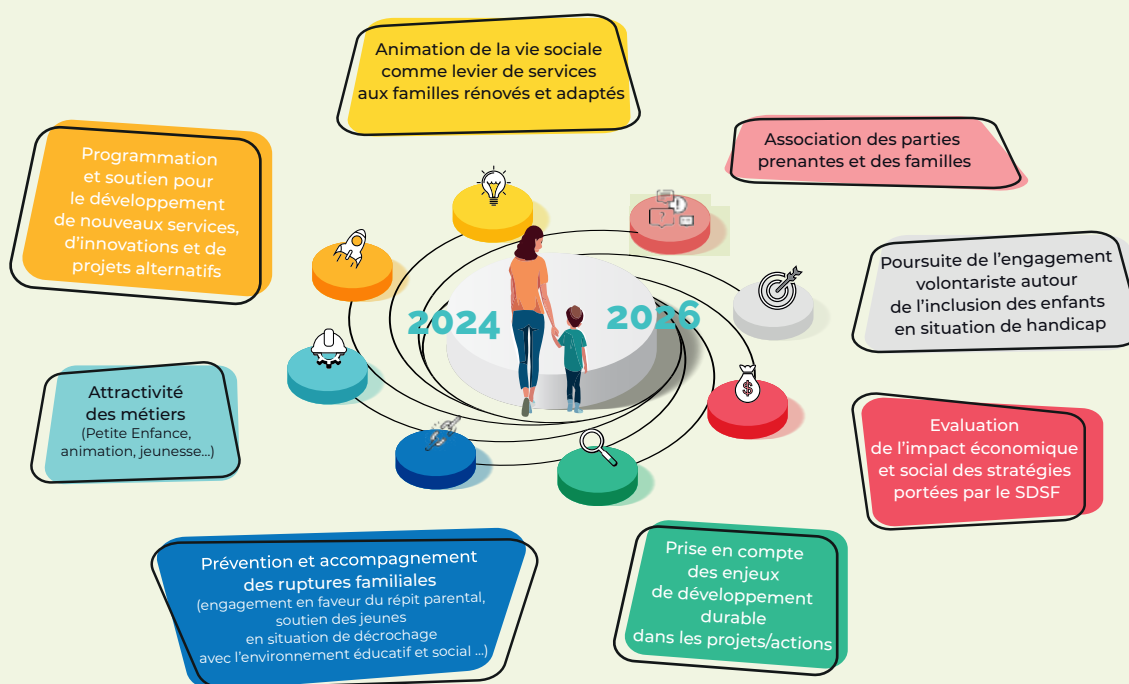 Animation de la vie sociale
comme levier de services
aux familles rénovés et adaptés
Association des parties
prenantes et des familles
Programmation
et soutien pour
le développement
de nouveaux services,
d'innovations et de
projets alternatifs
Poursuite de l'engagement
volontariste autour
de l'inclusion des enfants
en situation de handicap
2024
2026
$
Attractivité
des métiers
(Petite Enfance,
animation, jeunesse...)
Evaluation
de l'impact économique
et social des stratégies
portées par le SDSF
Prévention et accompagnement
des ruptures familiales
(engagement en faveur du répit parental,
soutien des jeunes
en situation de décrochage
avec l'environnement éducatif et social ...)
Prise en compte
des enjeux
de développement
durable
dans les projets/actions